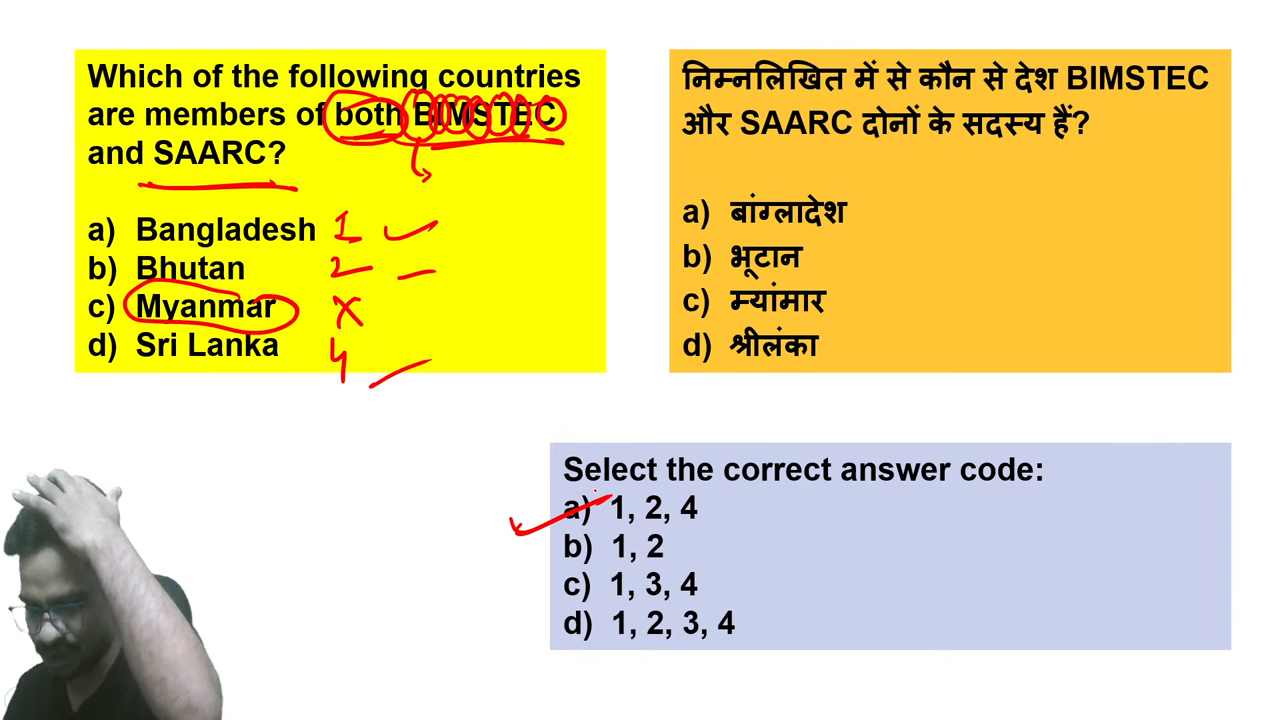 Which of the following countries
are members of both BIMSTEC
and SAARC?
a) Bangladesh 1
b) Bhutan 2
c) Myanmar x
d) Sri Lanka 4
निम्नलिखित में से कौन से देश BIMSTEC
और SAARC दोनों के सदस्य हैं?
a) बांग्लादेश
b) भूटान
c) म्यांमार
d) श्रीलंका
Select the correct answer code:
a) 1, 2, 4
b) 1, 2
c) 1, 3, 4
d) 1, 2, 3, 4